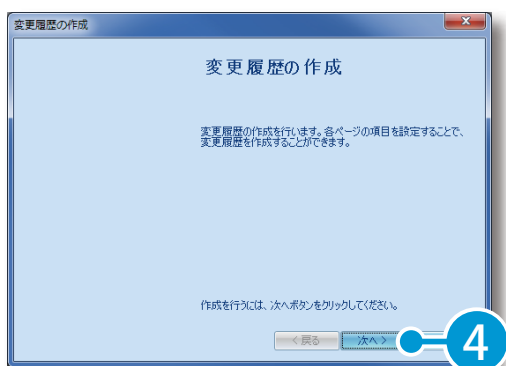 変更履歴の作成
変更履歴の作成
変更履歴の作成を行います。各ページの項目を設定することで、
変更履歴を作成することができます。
作成を行うには、次へボタンをクリックしてください。
< 戻る
次へ >
4